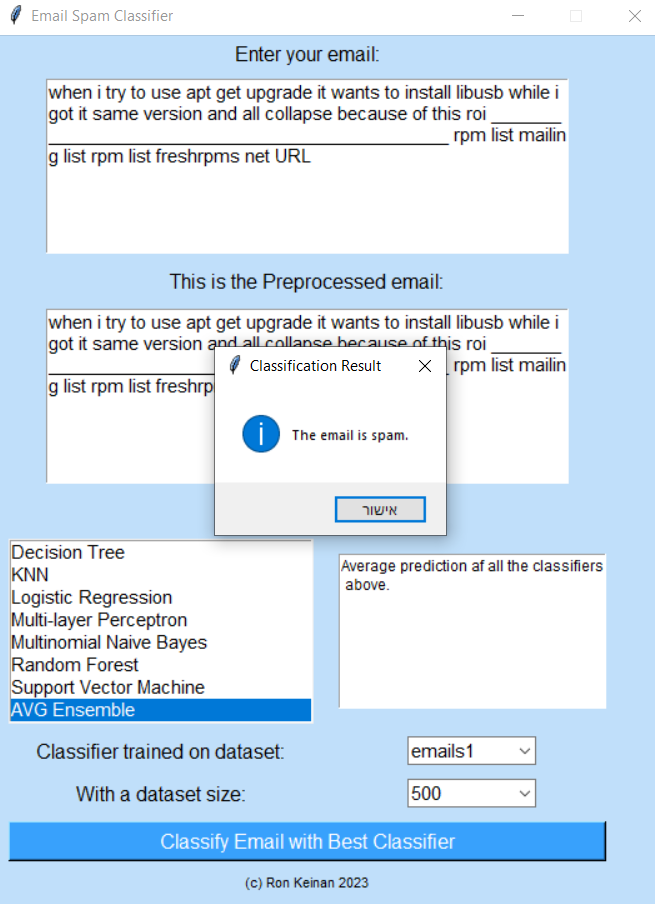 Email Spam Classifier
Enter your email:
when i try to use apt get upgrade it wants to install libusb while i
got it same version and all collapse because of this roi _______
________________________________________ rpm list mailin
g list rpm list freshrpms net URL
This is the Preprocessed email:
when i try to use apt get upgrade it wants to install libusb while i
got it same version and all collapse because of this roi _______
rpm list mailin
g list rpm list freshrp
Classification Result
The email is spam.
אישור
Decision Tree
KNN
Logistic Regression
Multi-layer Perceptron
Multinomial Naive Bayes
Random Forest
Support Vector Machine
AVG Ensemble
Average prediction af all the classifiers
above.
Classifier trained on dataset:
emails1
With a dataset size:
500
Classify Email with Best Classifier
(c) Ron Keinan 2023